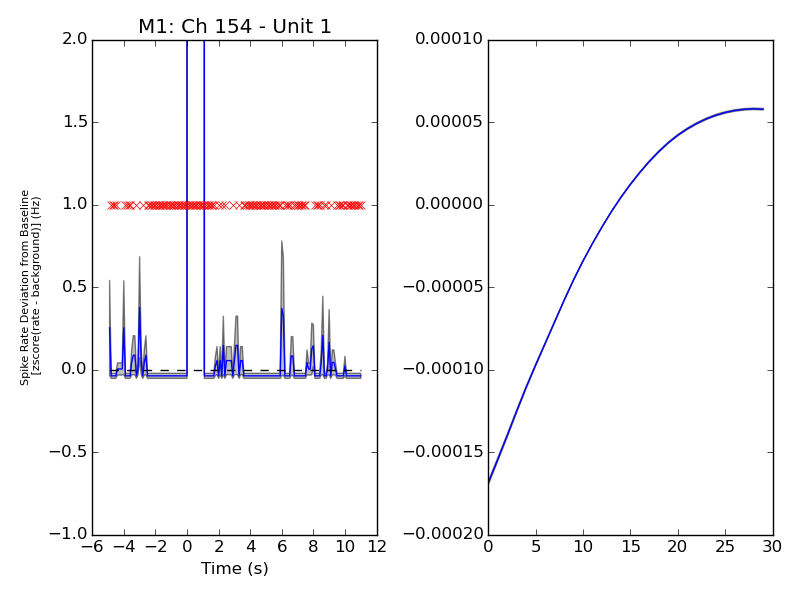 M1: Ch 154 - Unit 1
2.0
1.5
1.0
0.5
0.0
−0.5
−1.0
−6 −4 −2 0 2 4 6 8 10 12
Time (s)
Spike Rate Deviation from Baseline
[zscore(rate - background)] (Hz)
0.00010
0.00005
0.00000
−0.00005
−0.00010
−0.00015
−0.00020
0 5 10 15 20 25 30